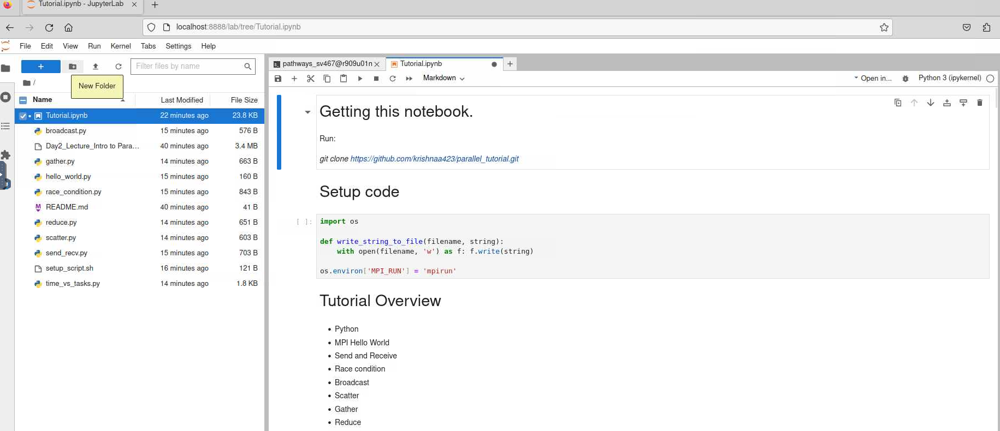 Tutorial.ipynb - JupyterLab
localhost:8888/lab/tree/Tutorial.ipynb
File Edit View Run Kernel Tabs Settings Help
Filter files by name
New Folder
/
Name Last Modified File Size
Tutorial.ipynb 22 minutes ago 23.8 KB
broadcast.py 15 minutes ago 576 B
Day2_Lecture_Intro to Para... 40 minutes ago 3.4 MB
gather.py 14 minutes ago 663 B
hello_world.py 15 minutes ago 160 B
race_condition.py 15 minutes ago 843 B
README.md 40 minutes ago 41 B
reduce.py 14 minutes ago 651 B
scatter.py 14 minutes ago 603 B
send_recv.py 15 minutes ago 703 B
setup_script.sh 16 minutes ago 121 B
time_vs_tasks.py 14 minutes ago 1.8 KB
pathways_sv467@r909u01n Tutorial.ipynb
Markdown Open in... Python 3 (ipykernel)
Getting this notebook.
Run:
git clone https://github.com/krishnaa423/parallel_tutorial.git
Setup code
[ ]: import os
def write_string_to_file(filename, string):
    with open(filename, 'w') as f: f.write(string)
os.environ['MPI_RUN'] = 'mpirun'
Tutorial Overview
• Python
• MPI Hello World
• Send and Receive
• Race condition
• Broadcast
• Scatter
• Gather
• Reduce